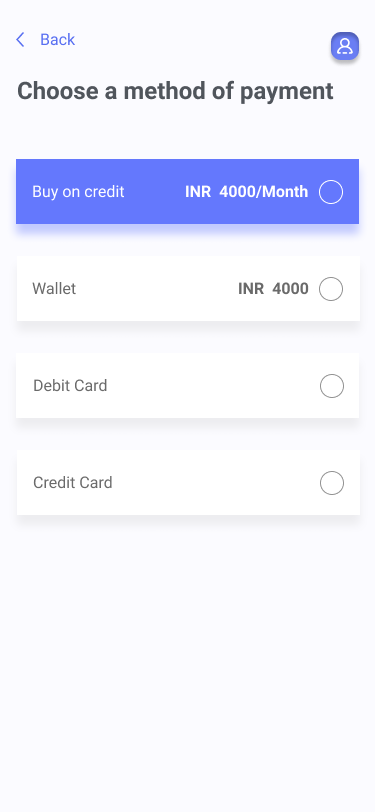 Back
Choose a method of payment
Buy on credit INR 4000/Month
Wallet INR 4000
Debit Card
Credit Card